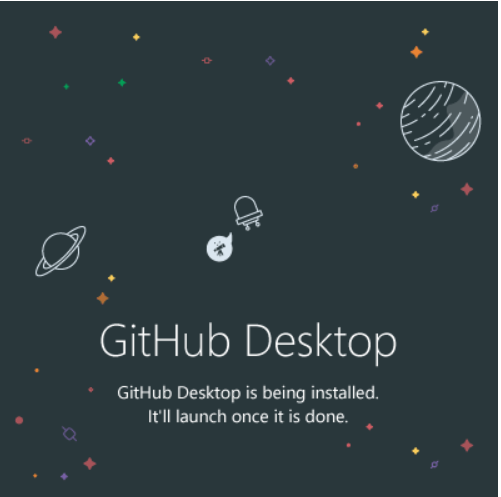 GitHub Desktop
GitHub Desktop is being installed.
It'll launch once it is done.